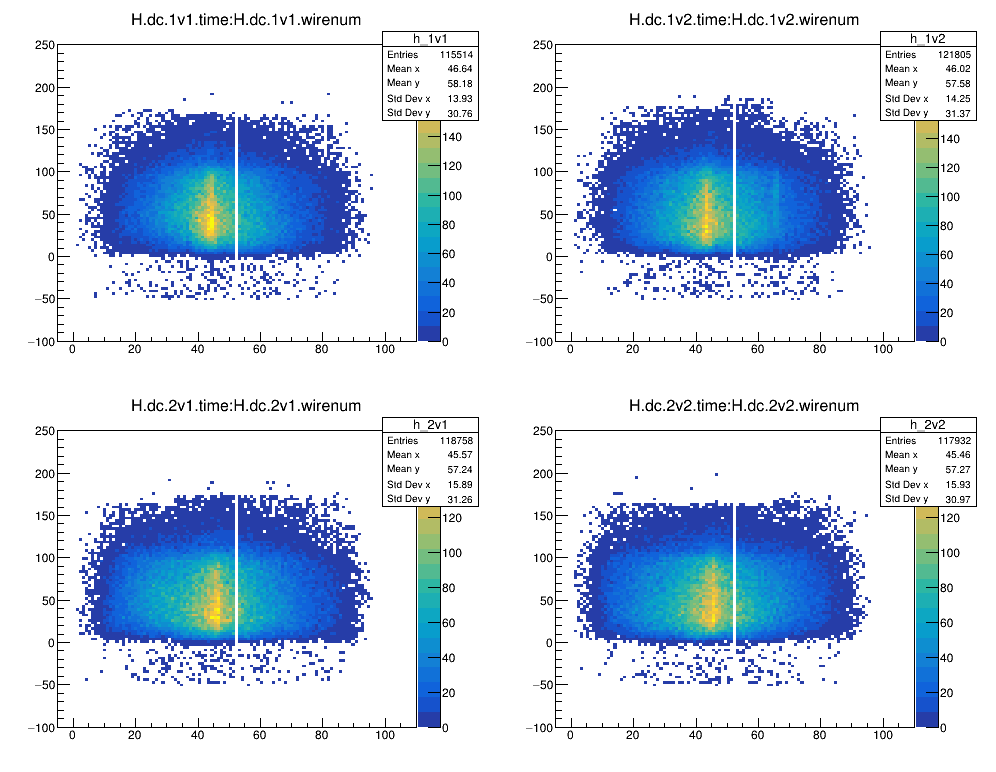 H.dc.1v1.time:H.dc.1v1.wirenum
h_1v1
Entries 115514
Mean x 46.64
Mean y 58.18
Std Dev x 13.93
Std Dev y 30.76
250
200
150
100
50
0
−50
−100
0 20 40 60 80 100
140
120
100
80
60
40
20
0
H.dc.1v2.time:H.dc.1v2.wirenum
h_1v2
Entries 121805
Mean x 46.02
Mean y 57.58
Std Dev x 14.25
Std Dev y 31.37
250
200
150
100
50
0
−50
−100
0 20 40 60 80 100
140
120
100
80
60
40
20
0
H.dc.2v1.time:H.dc.2v1.wirenum
h_2v1
Entries 118758
Mean x 45.57
Mean y 57.24
Std Dev x 15.89
Std Dev y 31.26
250
200
150
100
50
0
−50
−100
0 20 40 60 80 100
120
100
80
60
40
20
0
H.dc.2v2.time:H.dc.2v2.wirenum
h_2v2
Entries 117932
Mean x 45.46
Mean y 57.27
Std Dev x 15.93
Std Dev y 30.97
250
200
150
100
50
0
−50
−100
0 20 40 60 80 100
120
100
80
60
40
20
0